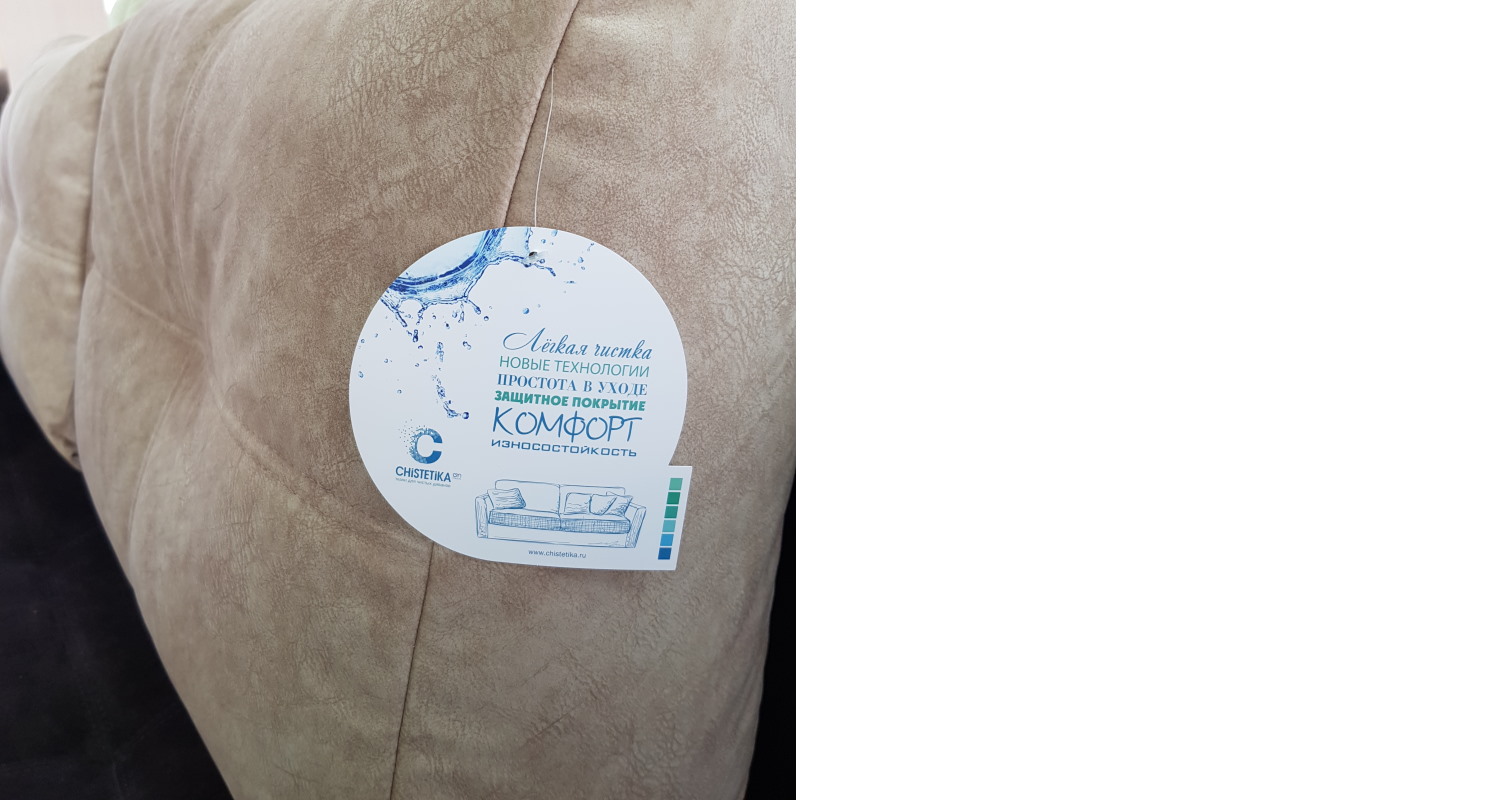 Лёгкая чистка
НОВЫЕ ТЕХНОЛОГИИ
ПРОСТОТА В УХОДЕ
ЗАЩИТНОЕ ПОКРЫТИЕ
КОМФОРТ
ИЗНОСОСТОЙКОСТЬ
CHiSTETiKA
www.chistetika.ru